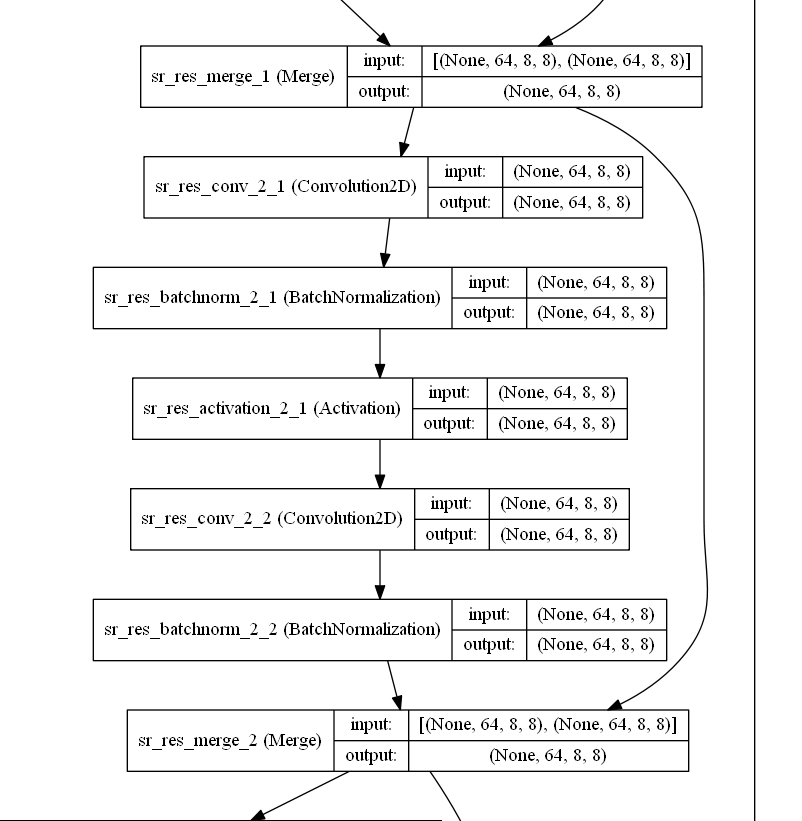 sr_res_merge_1 (Merge)
input: [(None, 64, 8, 8), (None, 64, 8, 8)]
output: (None, 64, 8, 8)
sr_res_conv_2_1 (Convolution2D)
input: (None, 64, 8, 8)
output: (None, 64, 8, 8)
sr_res_batchnorm_2_1 (BatchNormalization)
input: (None, 64, 8, 8)
output: (None, 64, 8, 8)
sr_res_activation_2_1 (Activation)
input: (None, 64, 8, 8)
output: (None, 64, 8, 8)
sr_res_conv_2_2 (Convolution2D)
input: (None, 64, 8, 8)
output: (None, 64, 8, 8)
sr_res_batchnorm_2_2 (BatchNormalization)
input: (None, 64, 8, 8)
output: (None, 64, 8, 8)
sr_res_merge_2 (Merge)
input: [(None, 64, 8, 8), (None, 64, 8, 8)]
output: (None, 64, 8, 8)